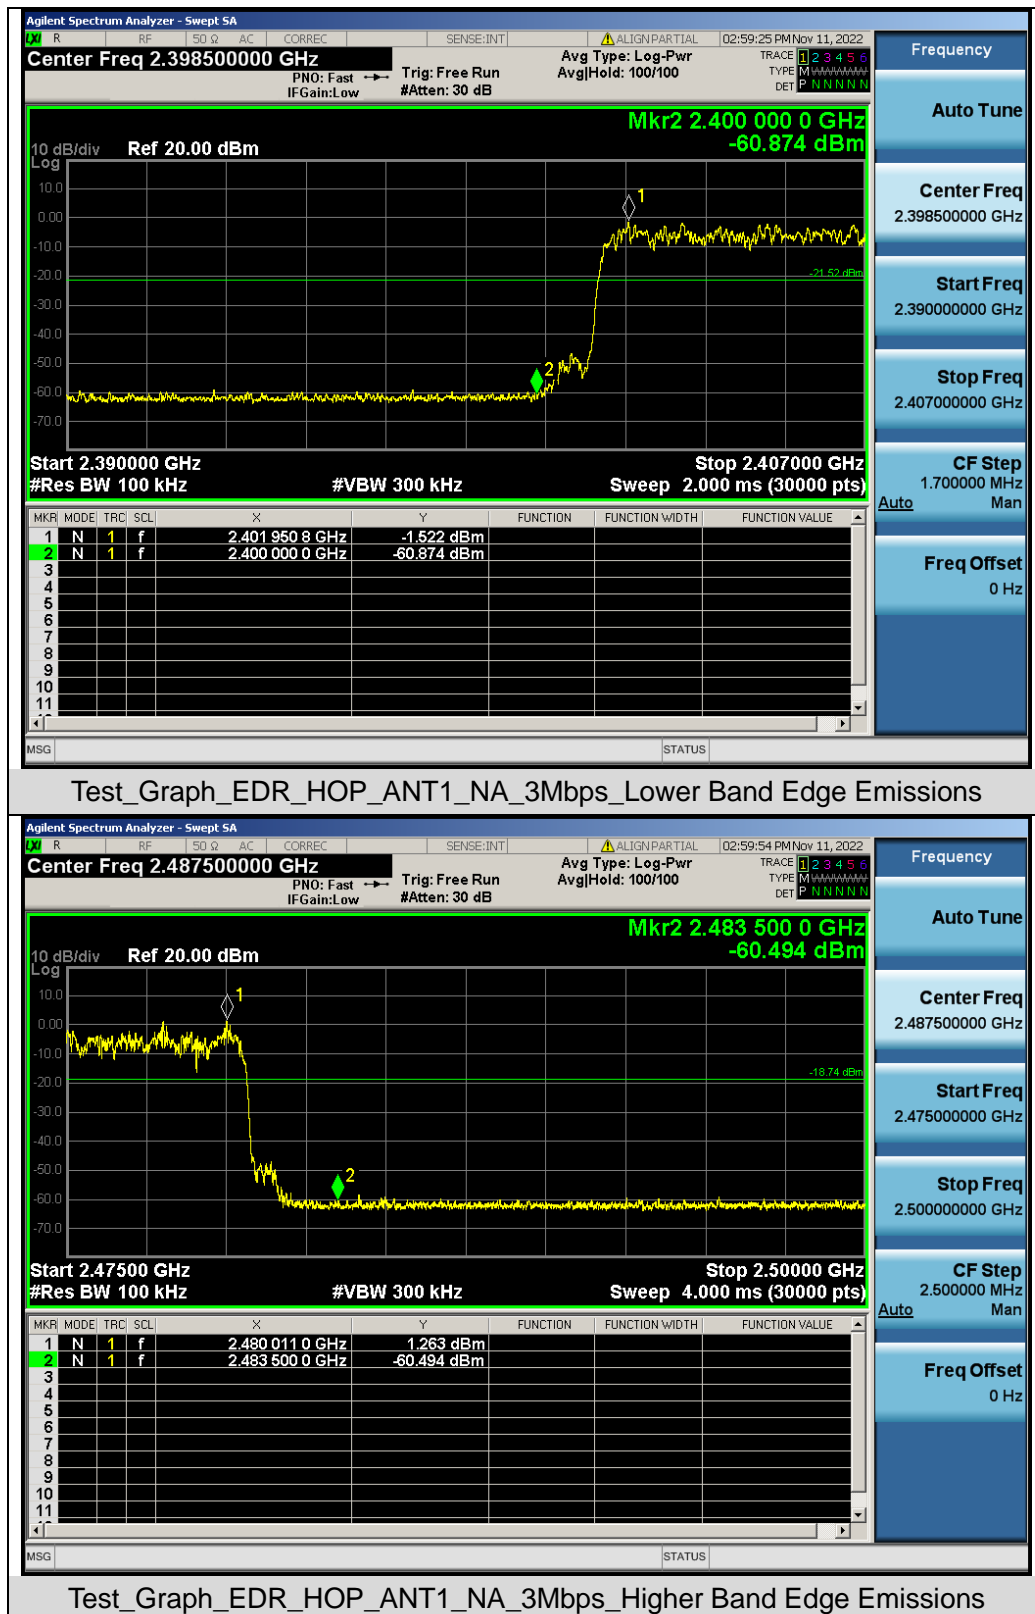 Agilent Spectrum Analyzer - Swept SA
LXI R RF 50 Ω AC CORREC SENSE:INT ALIGN PARTIAL 02:59:25 PM Nov 11, 2022
Center Freq 2.398500000 GHz
PNO: Fast
IFGain:Low
Trig: Free Run
#Atten: 30 dB
Avg Type: Log-Pwr
Avg|Hold: 100/100
TRACE 1 2 3 4 5 6
TYPE M
DET P N N N N N
Mkr2 2.400 000 0 GHz
-60.874 dBm
10 dB/div Ref 20.00 dBm
Log
10.0
0.00
-10.0
-20.0
-30.0
-40.0
-50.0
-60.0
-70.0
1
-21.52 dBm
2
Start 2.390000 GHz Stop 2.407000 GHz
#Res BW 100 kHz #VBW 300 kHz Sweep 2.000 ms (30000 pts)
MKR MODE TRC SCL X Y FUNCTION FUNCTION WIDTH FUNCTION VALUE
1 N 1 f 2.401 950 8 GHz -1.522 dBm
2 N 1 f 2.400 000 0 GHz -60.874 dBm
3
4
5
6
7
8
9
10
11
MSG STATUS
Frequency
Auto Tune
Center Freq
2.398500000 GHz
Start Freq
2.390000000 GHz
Stop Freq
2.407000000 GHz
CF Step
1.700000 MHz
Auto Man
Freq Offset
0 Hz
Test_Graph_EDR_HOP_ANT1_NA_3Mbps_Lower Band Edge Emissions
Agilent Spectrum Analyzer - Swept SA
LXI R RF 50 Ω AC CORREC SENSE:INT ALIGN PARTIAL 02:59:54 PM Nov 11, 2022
Center Freq 2.487500000 GHz
PNO: Fast
IFGain:Low
Trig: Free Run
#Atten: 30 dB
Avg Type: Log-Pwr
Avg|Hold: 100/100
TRACE 1 2 3 4 5 6
TYPE M
DET P N N N N N
Mkr2 2.483 500 0 GHz
-60.494 dBm
10 dB/div Ref 20.00 dBm
Log
10.0
0.00
-10.0
-20.0
-30.0
-40.0
-50.0
-60.0
-70.0
1
-18.74 dBm
2
Start 2.47500 GHz Stop 2.50000 GHz
#Res BW 100 kHz #VBW 300 kHz Sweep 4.000 ms (30000 pts)
MKR MODE TRC SCL X Y FUNCTION FUNCTION WIDTH FUNCTION VALUE
1 N 1 f 2.480 011 0 GHz 1.263 dBm
2 N 1 f 2.483 500 0 GHz -60.494 dBm
3
4
5
6
7
8
9
10
11
MSG STATUS
Frequency
Auto Tune
Center Freq
2.487500000 GHz
Start Freq
2.475000000 GHz
Stop Freq
2.500000000 GHz
CF Step
2.500000 MHz
Auto Man
Freq Offset
0 Hz
Test_Graph_EDR_HOP_ANT1_NA_3Mbps_Higher Band Edge Emissions